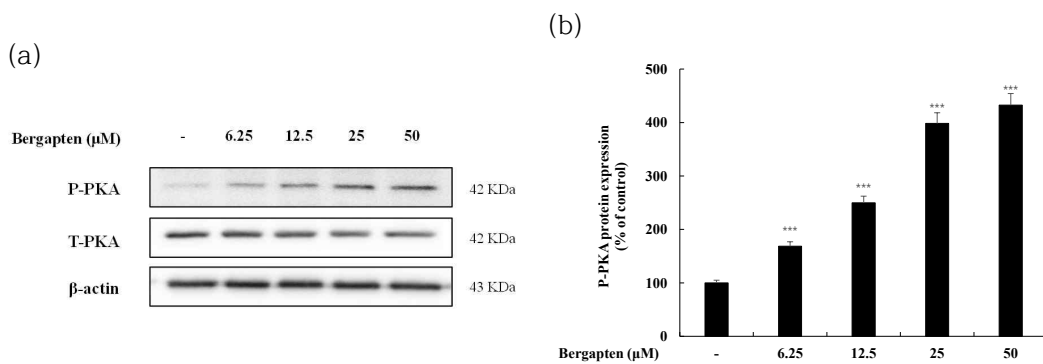 (a)
Bergapten (μM) - 6.25 12.5 25 50
P-PKA 42 KDa
T-PKA 42 KDa
β-actin 43 KDa
(b)
P-PKA protein expression
(% of control)
500
400
300
200
100
0
***
***
***
***
Bergapten (μM) - 6.25 12.5 25 50